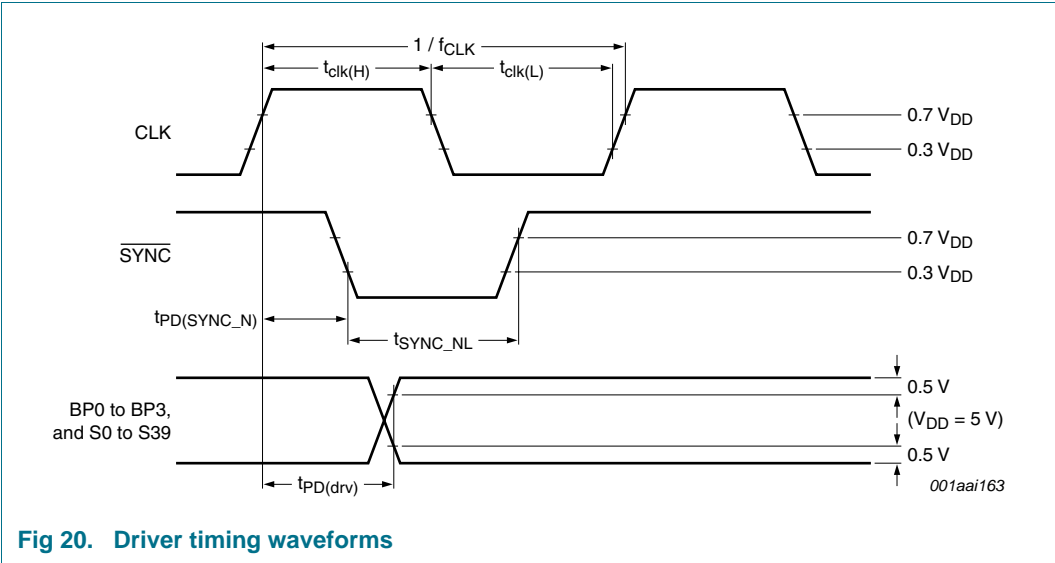 1 / fCLK
tclk(H)
tclk(L)
CLK
0.7 VDD
0.3 VDD
SYNC
0.7 VDD
0.3 VDD
tPD(SYNC_N)
tSYNC_NL
BP0 to BP3,
and S0 to S39
0.5 V
(VDD = 5 V)
0.5 V
tPD(drv)
001aai163
Fig 20. Driver timing waveforms